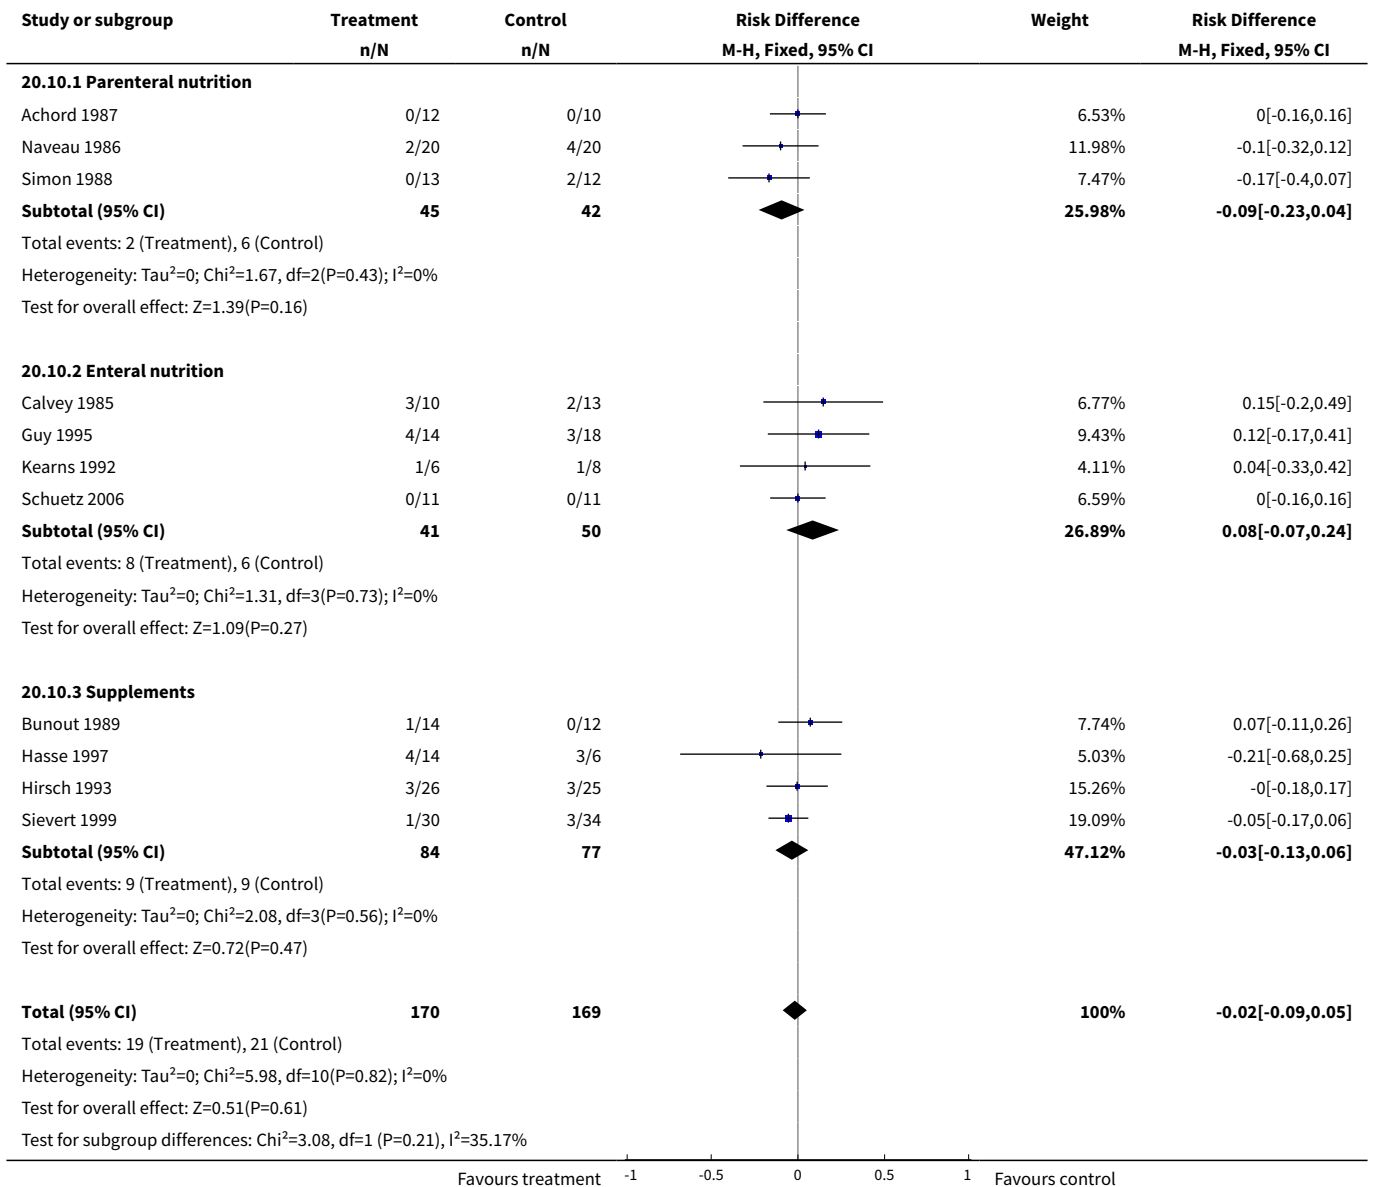 Study or subgroup Treatment Control Risk Difference Weight Risk Difference
n/N n/N M-H, Fixed, 95% CI M-H, Fixed, 95% CI
20.10.1 Parenteral nutrition
Achord 1987 0/12 0/10 6.53% 0[-0.16,0.16]
Naveau 1986 2/20 4/20 11.98% -0.1[-0.32,0.12]
Simon 1988 0/13 2/12 7.47% -0.17[-0.4,0.07]
Subtotal (95% CI) 45 42 25.98% -0.09[-0.23,0.04]
Total events: 2 (Treatment), 6 (Control)
Heterogeneity: Tau²=0; Chi²=1.67, df=2(P=0.43); I²=0%
Test for overall effect: Z=1.39(P=0.16)
20.10.2 Enteral nutrition
Calvey 1985 3/10 2/13 6.77% 0.15[-0.2,0.49]
Guy 1995 4/14 3/18 9.43% 0.12[-0.17,0.41]
Kearns 1992 1/6 1/8 4.11% 0.04[-0.33,0.42]
Schuetz 2006 0/11 0/11 6.59% 0[-0.16,0.16]
Subtotal (95% CI) 41 50 26.89% 0.08[-0.07,0.24]
Total events: 8 (Treatment), 6 (Control)
Heterogeneity: Tau²=0; Chi²=1.31, df=3(P=0.73); I²=0%
Test for overall effect: Z=1.09(P=0.27)
20.10.3 Supplements
Bunout 1989 1/14 0/12 7.74% 0.07[-0.11,0.26]
Hasse 1997 4/14 3/6 5.03% -0.21[-0.68,0.25]
Hirsch 1993 3/26 3/25 15.26% -0[-0.18,0.17]
Sievert 1999 1/30 3/34 19.09% -0.05[-0.17,0.06]
Subtotal (95% CI) 84 77 47.12% -0.03[-0.13,0.06]
Total events: 9 (Treatment), 9 (Control)
Heterogeneity: Tau²=0; Chi²=2.08, df=3(P=0.56); I²=0%
Test for overall effect: Z=0.72(P=0.47)
Total (95% CI) 170 169 100% -0.02[-0.09,0.05]
Total events: 19 (Treatment), 21 (Control)
Heterogeneity: Tau²=0; Chi²=5.98, df=10(P=0.82); I²=0%
Test for overall effect: Z=0.51(P=0.61)
Test for subgroup differences: Chi²=3.08, df=1 (P=0.21), I²=35.17%
Favours treatment -1 -0.5 0 0.5 1 Favours control